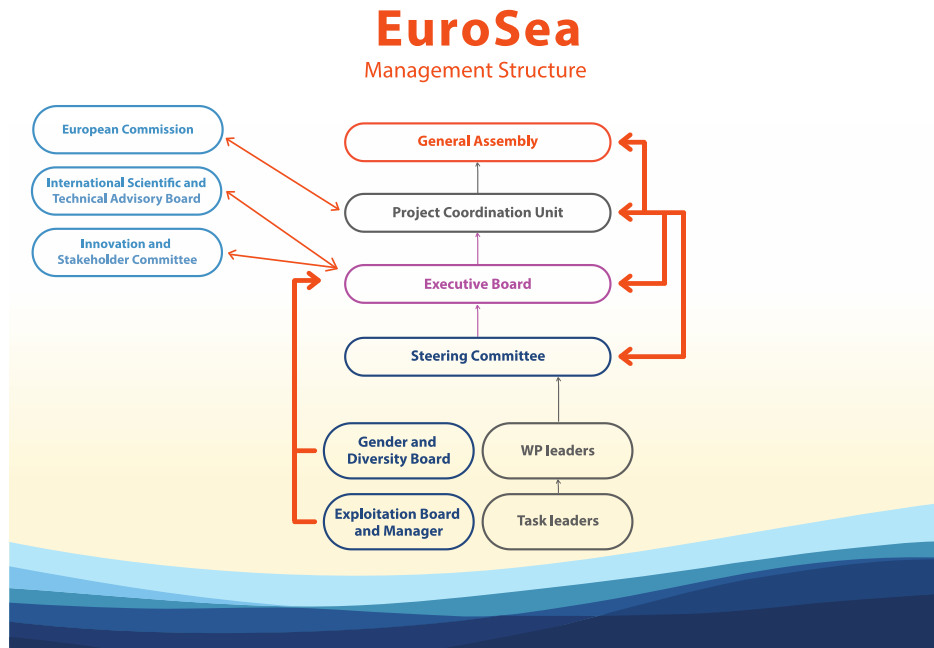 EuroSea
Management Structure
European Commission
International Scientific and
Technical Advisory Board
Innovation and
Stakeholder Committee
General Assembly
Project Coordination Unit
Executive Board
Steering Committee
Gender and
Diversity Board
WP leaders
Exploitation Board
and Manager
Task leaders